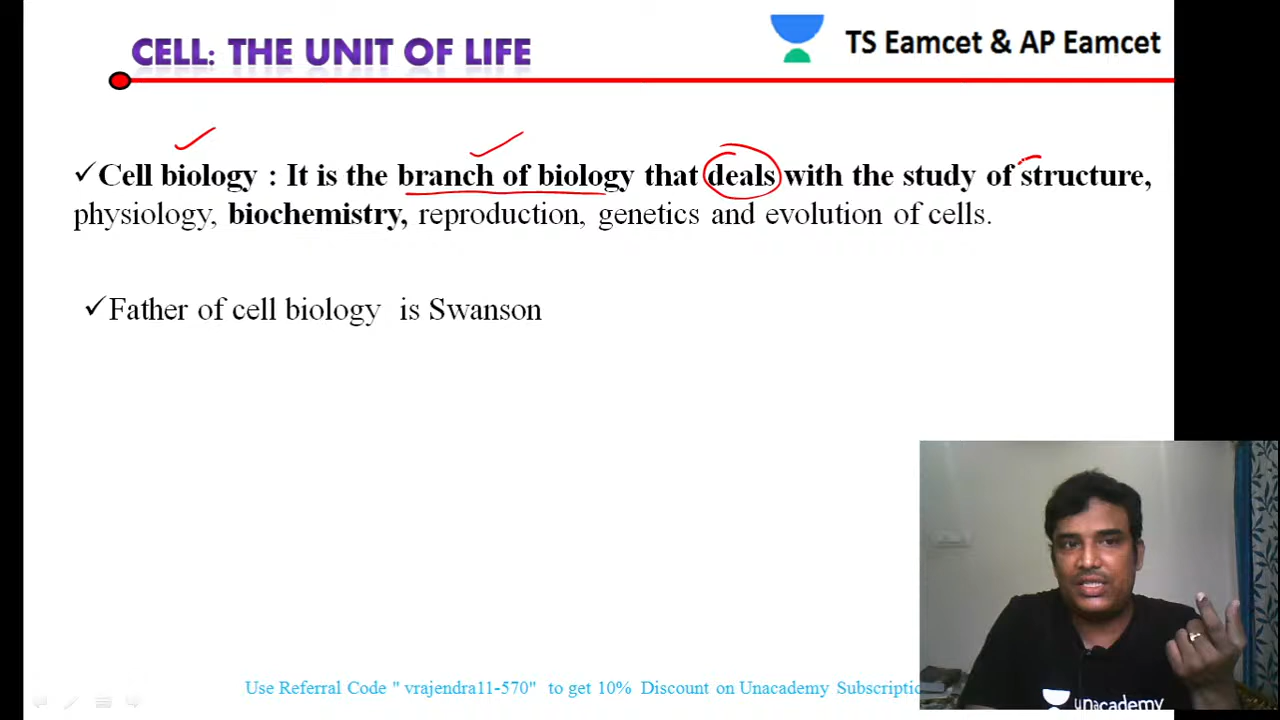 CELL: THE UNIT OF LIFE
TS Eamcet & AP Eamcet
✓Cell biology : It is the branch of biology that deals with the study of structure,
physiology, biochemistry, reproduction, genetics and evolution of cells.
✓Father of cell biology is Swanson
Use Referral Code " vrajendra11-570" to get 10% Discount on Unacademy Subscriptio
unacademy